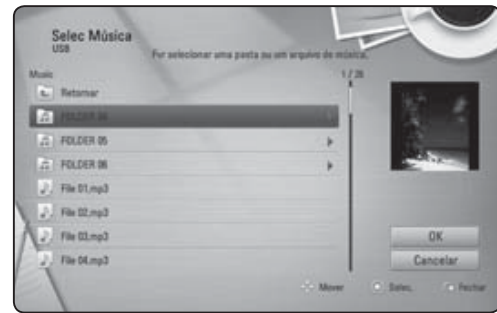 Selec Música
USB
Por selecionar uma pasta ou um arquivo de música.
Music
1 / 26
Retornar
FOLDER 04
FOLDER 05
FOLDER 06
File 01.mp3
File 02.mp3
File 03.mp3
File 04.mp3
OK
Cancelar
Mover
Selec.
Fechar